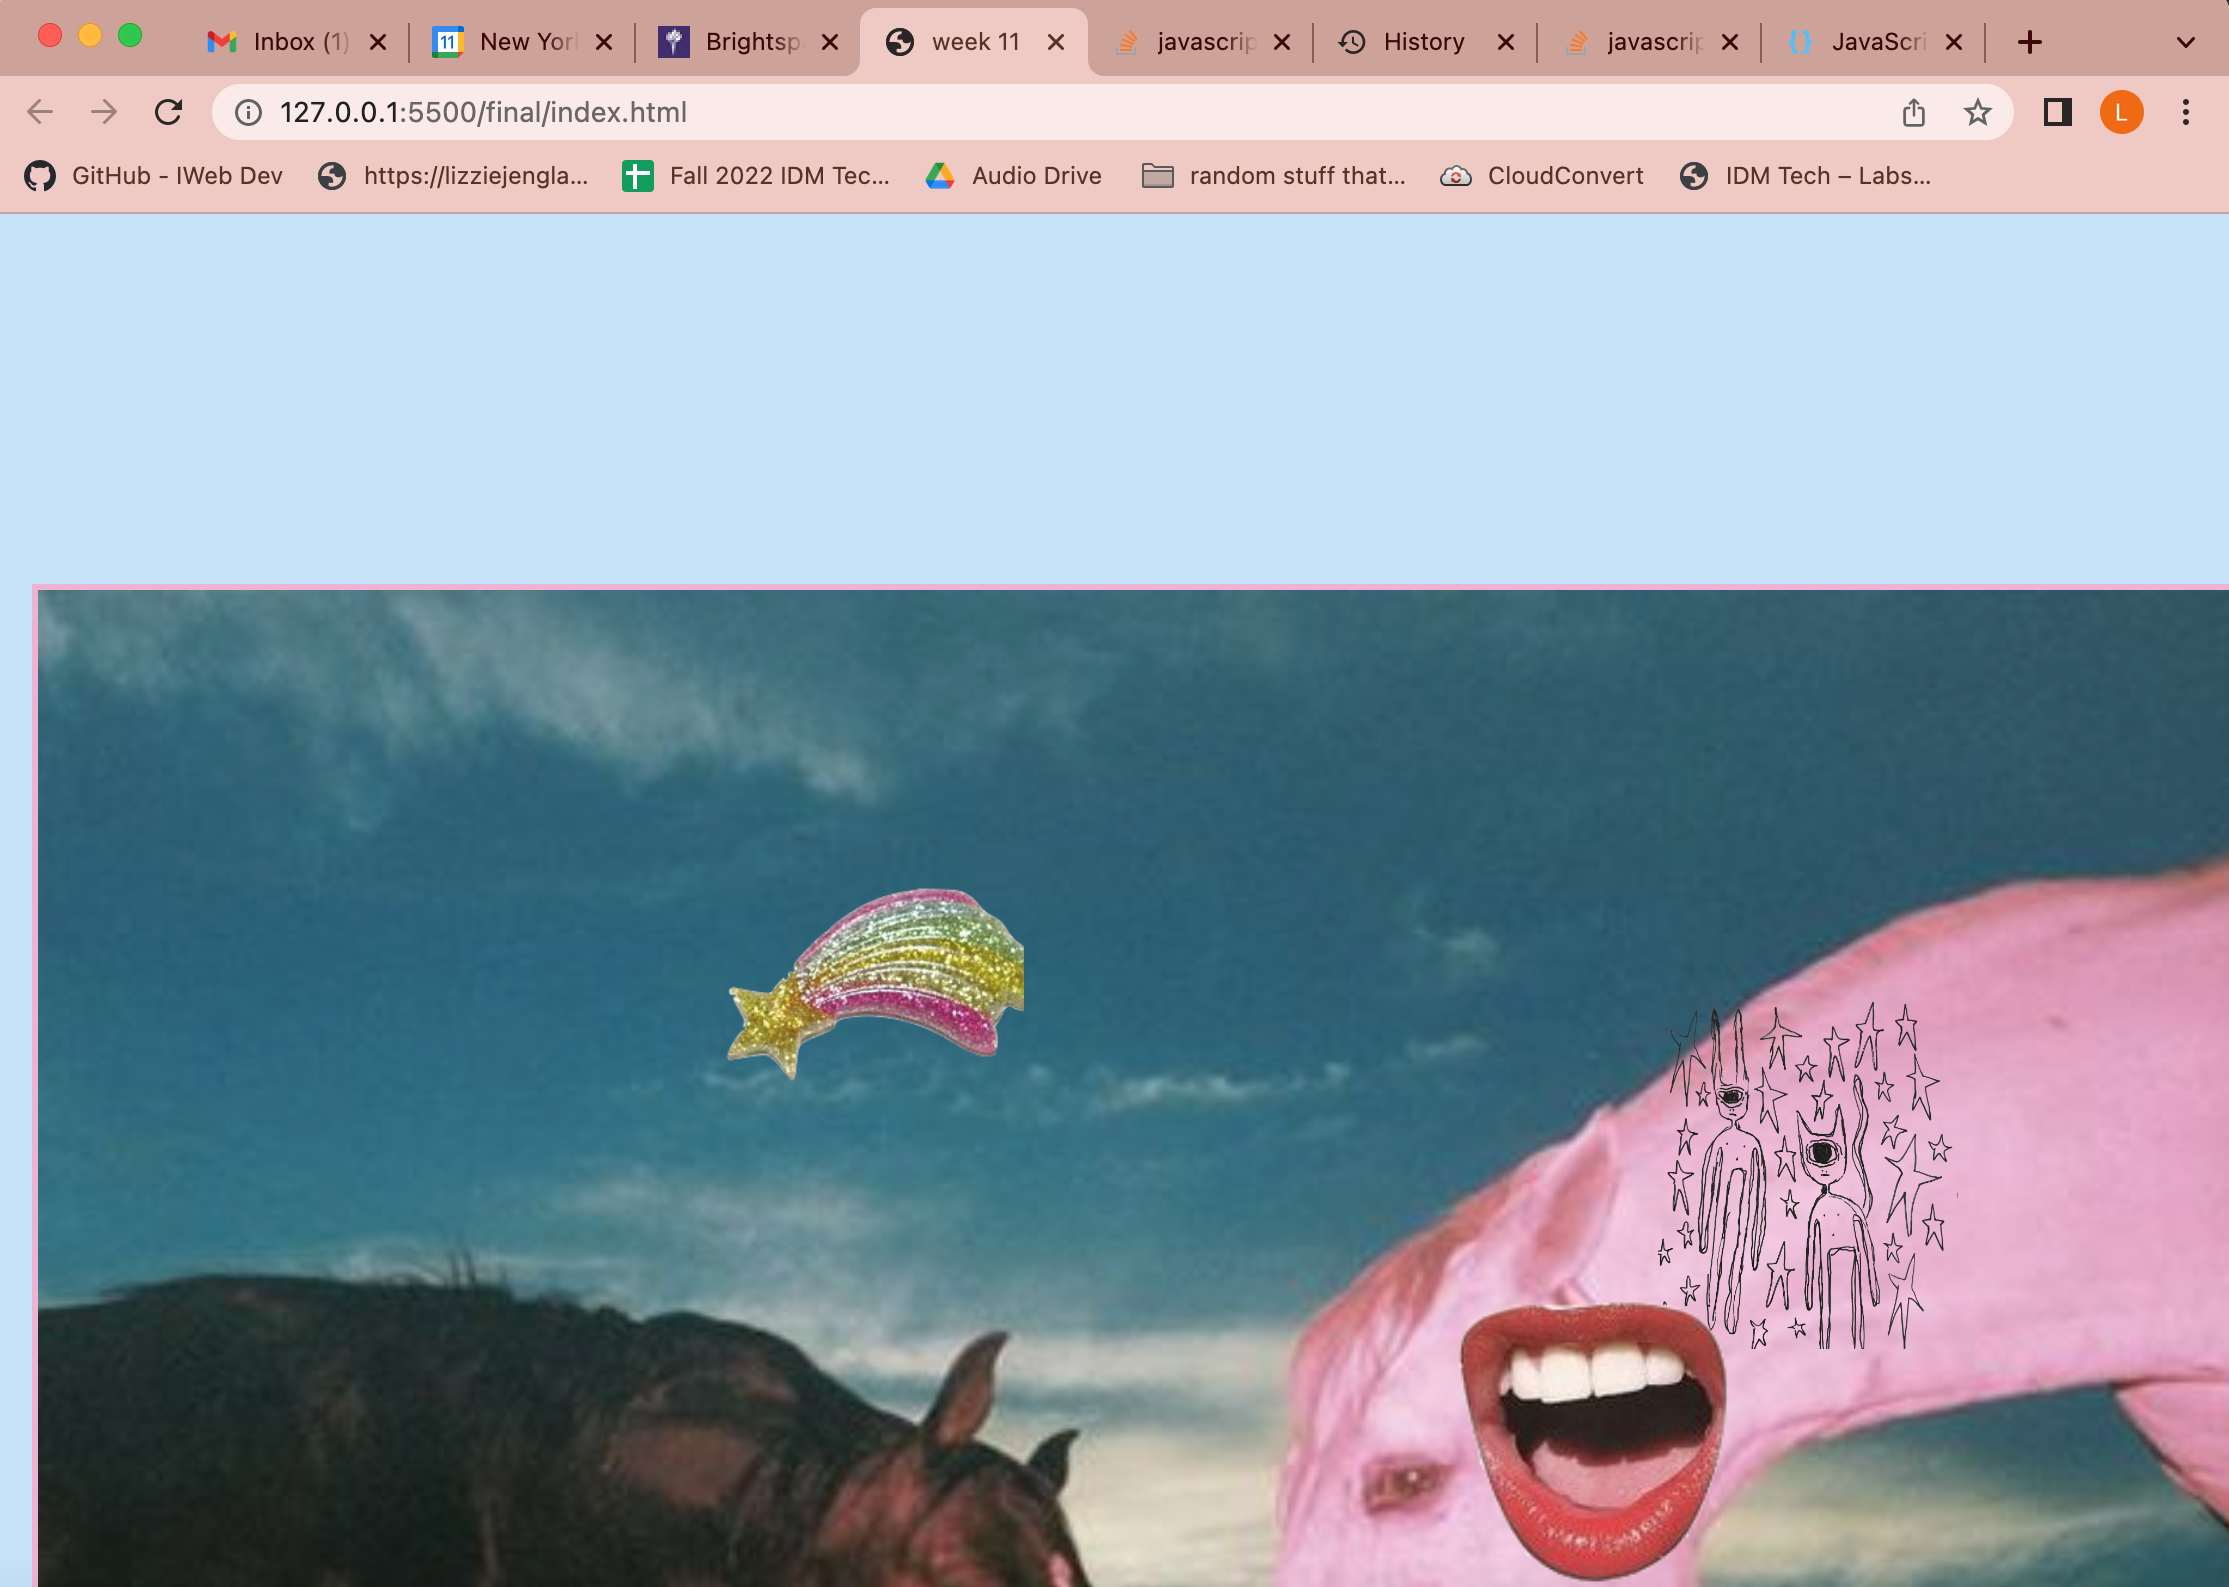 Inbox (1)
New Yor
Brightsp
week 11
javascrip
History
javascrip
JavaScri
127.0.0.1:5500/final/index.html
L
GitHub - IWeb Dev
https://lizziejengla...
Fall 2022 IDM Tec...
Audio Drive
random stuff that...
CloudConvert
IDM Tech – Labs...
11